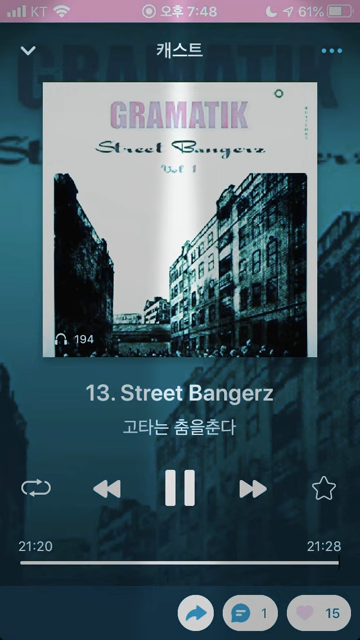 KT 오후 7:48 61%
캐스트
GRAMATIK
Street Bangerz
Vol 1
194
13. Street Bangerz
고타는 춤을춘다
21:20 21:28
1 15